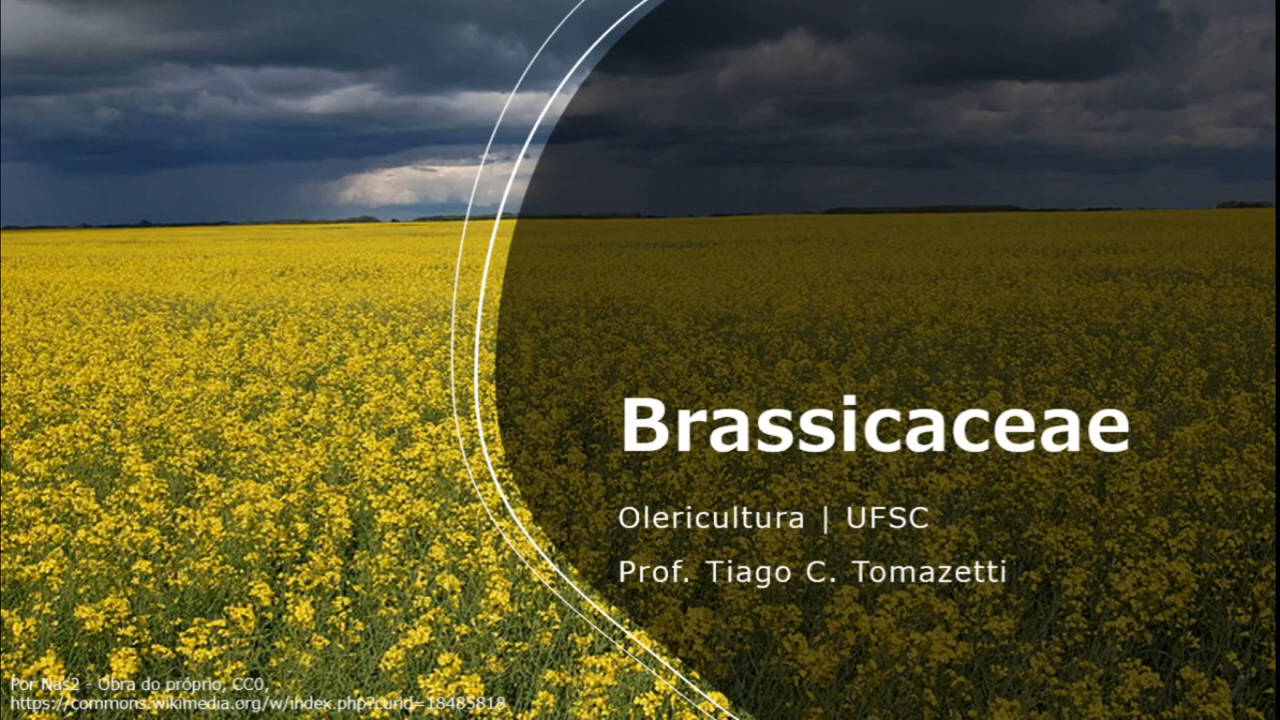 Brassicaceae
Olericultura | UFSC
Prof. Tiago C. Tomazetti
Por Nas2 - Obra do próprio, CC0,
https://commons.wikimedia.org/w/index.php?curid=18485818